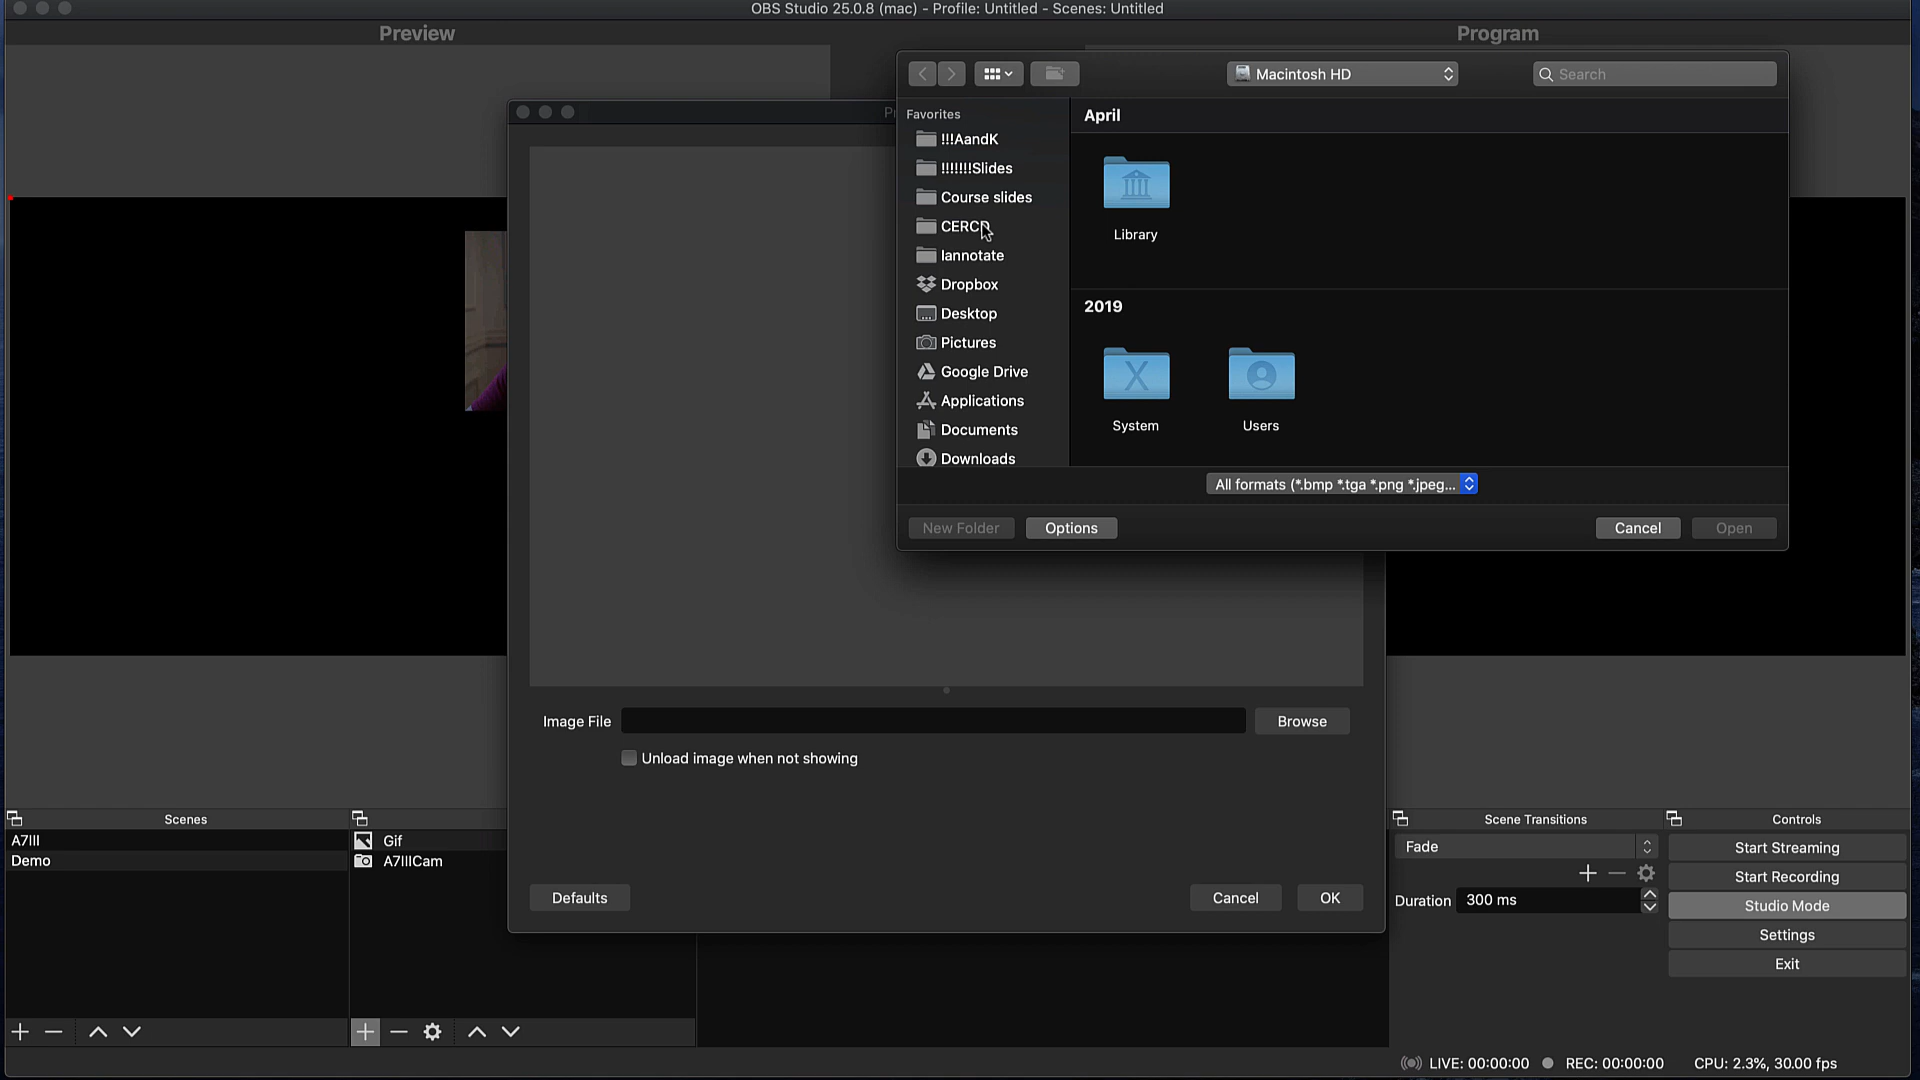 OBS Studio 25.0.8 (mac) - Profile: Untitled - Scenes: Untitled
Preview
Program
Macintosh HD
Search
Favorites
!!!AandK
!!!!!!!Slides
Course slides
Iannotate
Dropbox
Desktop
Pictures
Google Drive
Applications
Documents
Downloads
April
Library
2019
System
Users
All formats (*.bmp *.tga *.png *.jpeg...
New Folder
Options
Cancel
Open
Image File
Browse
Unload image when not showing
Defaults
Cancel
OK
Scenes
A7III
Demo
Gif
A7IIICam
Scene Transitions
Fade
Duration
300 ms
Controls
Start Streaming
Start Recording
Studio Mode
Settings
Exit
LIVE: 00:00:00
REC: 00:00:00
CPU: 2.3%, 30.00 fps